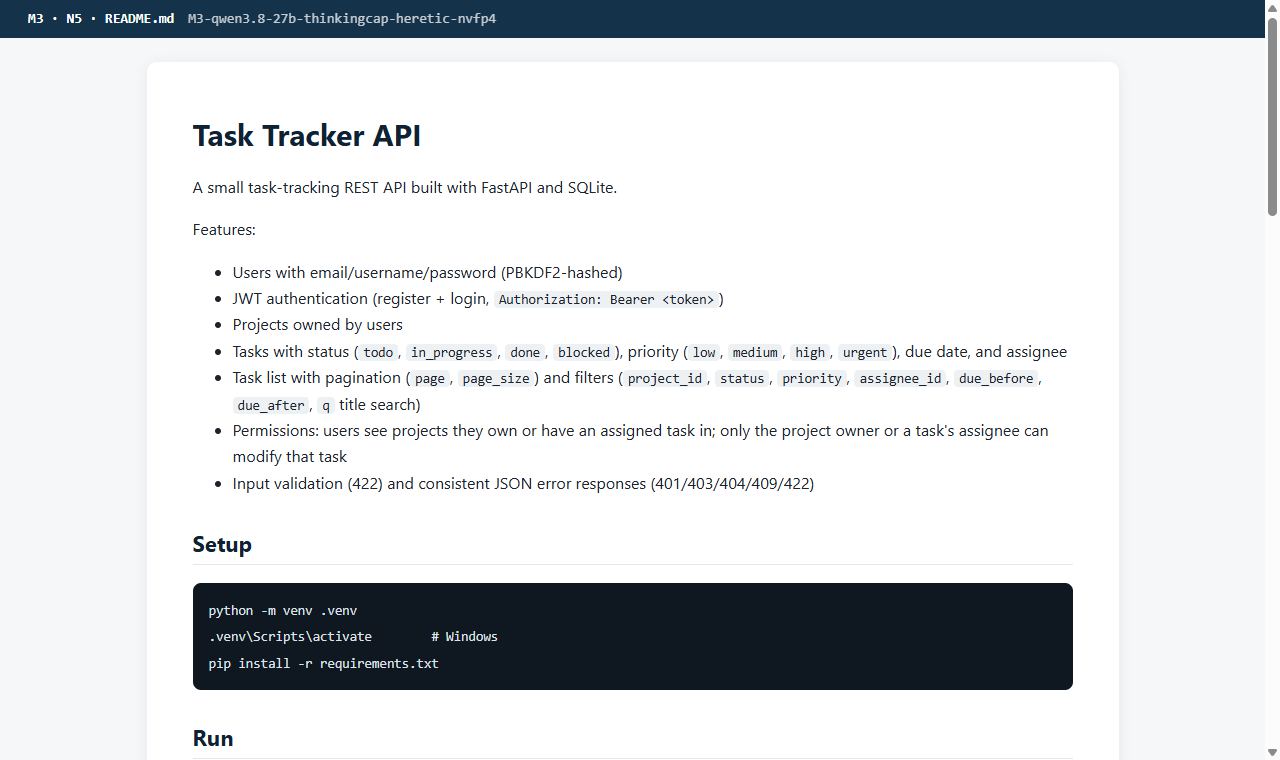 M3 · N5 · README.md M3-qwen3.8-27b-thinkingcap-heretic-nvfp4
Task Tracker API
A small task-tracking REST API built with FastAPI and SQLite.
Features:
• Users with email/username/password (PBKDF2-hashed)
• JWT authentication (register + login, Authorization: Bearer <token>)
• Projects owned by users
• Tasks with status (todo, in_progress, done, blocked), priority (low, medium, high, urgent), due date, and assignee
• Task list with pagination (page, page_size) and filters (project_id, status, priority, assignee_id, due_before,
due_after, q title search)
• Permissions: users see projects they own or have an assigned task in; only the project owner or a task's assignee can
modify that task
• Input validation (422) and consistent JSON error responses (401/403/404/409/422)
Setup
python -m venv .venv
.venv\Scripts\activate        # Windows
pip install -r requirements.txt
Run